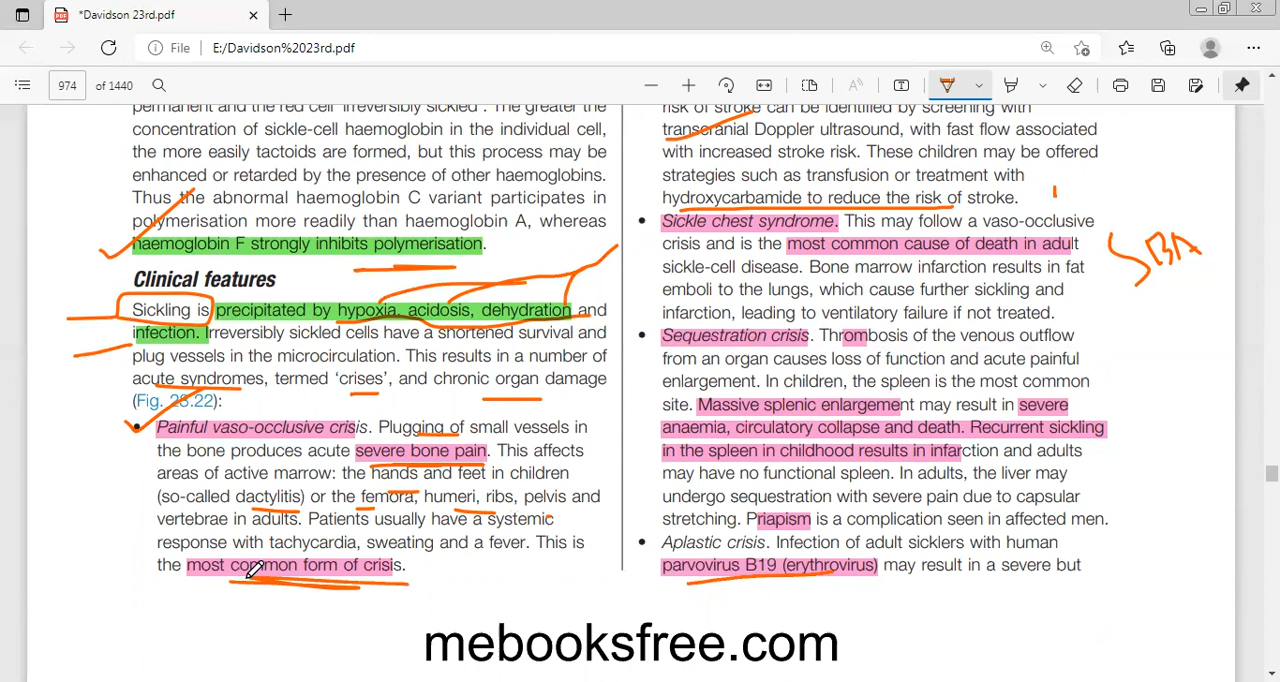 *Davidson 23rd.pdf
File
E:/Davidson%2023rd.pdf
974 of 1440
permanent and the red cell 'irreversibly sickled'. The greater the
concentration of sickle-cell haemoglobin in the individual cell,
the more easily tactoids are formed, but this process may be
enhanced or retarded by the presence of other haemoglobins.
Thus the abnormal haemoglobin C variant participates in
polymerisation more readily than haemoglobin A, whereas
haemoglobin F strongly inhibits polymerisation.
Clinical features
Sickling is precipitated by hypoxia, acidosis, dehydration and
infection. Irreversibly sickled cells have a shortened survival and
plug vessels in the microcirculation. This results in a number of
acute syndromes, termed 'crises', and chronic organ damage
(Fig. 23.22):
• Painful vaso-occlusive crisis. Plugging of small vessels in
the bone produces acute severe bone pain. This affects
areas of active marrow: the hands and feet in children
(so-called dactylitis) or the femora, humeri, ribs, pelvis and
vertebrae in adults. Patients usually have a systemic
response with tachycardia, sweating and a fever. This is
the most common form of crisis.
risk of stroke can be identified by screening with
transcranial Doppler ultrasound, with fast flow associated
with increased stroke risk. These children may be offered
strategies such as transfusion or treatment with
hydroxycarbamide to reduce the risk of stroke.
• Sickle chest syndrome. This may follow a vaso-occlusive
crisis and is the most common cause of death in adult
sickle-cell disease. Bone marrow infarction results in fat
emboli to the lungs, which cause further sickling and
infarction, leading to ventilatory failure if not treated.
• Sequestration crisis. Thrombosis of the venous outflow
from an organ causes loss of function and acute painful
enlargement. In children, the spleen is the most common
site. Massive splenic enlargement may result in severe
anaemia, circulatory collapse and death. Recurrent sickling
in the spleen in childhood results in infarction and adults
may have no functional spleen. In adults, the liver may
undergo sequestration with severe pain due to capsular
stretching. Priapism is a complication seen in affected men.
• Aplastic crisis. Infection of adult sicklers with human
parvovirus B19 (erythrovirus) may result in a severe but
SBA
mebooksfree.com